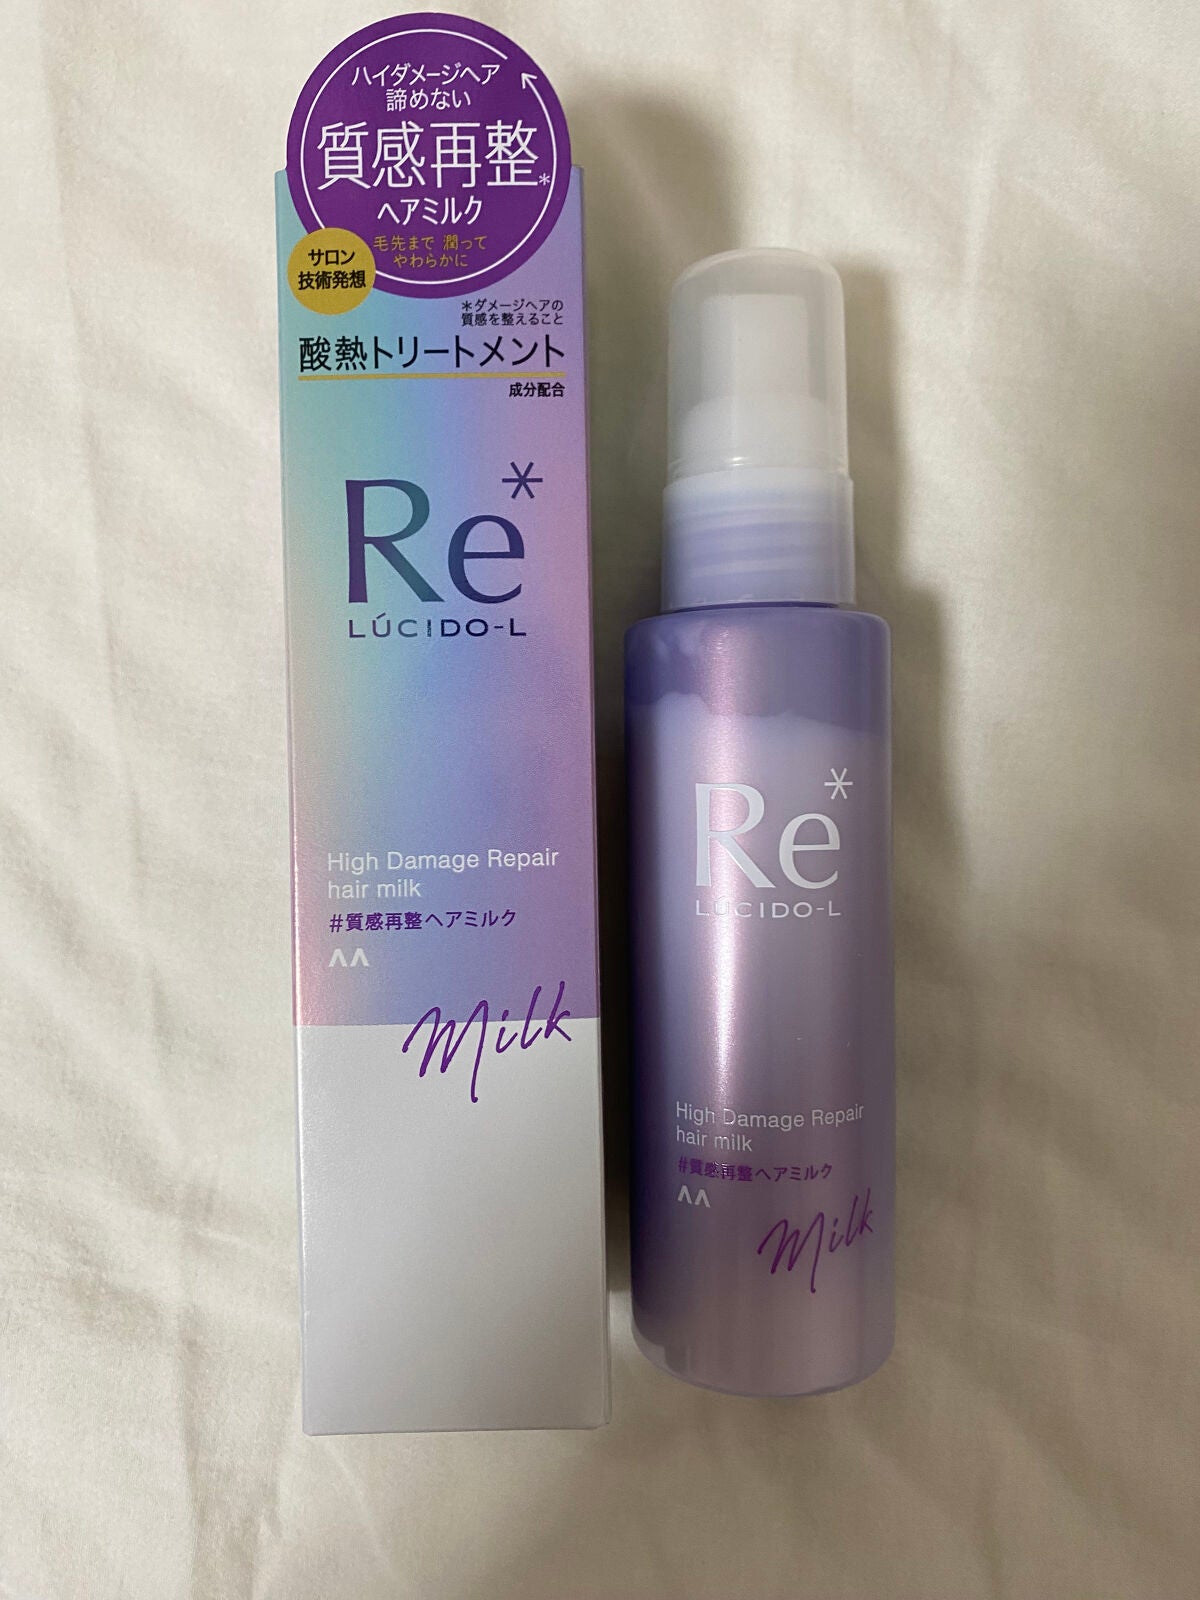 ハイダメージヘア
諦めない
質感再整*
ヘアミルク
毛先まで 潤って
やわらかに
サロン
技術発想
*ダメージヘアの
質感を整えること
酸熱トリートメント
成分配合
Re*
LÚCIDO-L
High Damage Repair
hair milk
#質感再整ヘアミルク
ΛΛ
Milk
Re*
LÚCIDO-L
High Damage Repair
hair milk
#質感再整ヘアミルク
ΛΛ
Milk